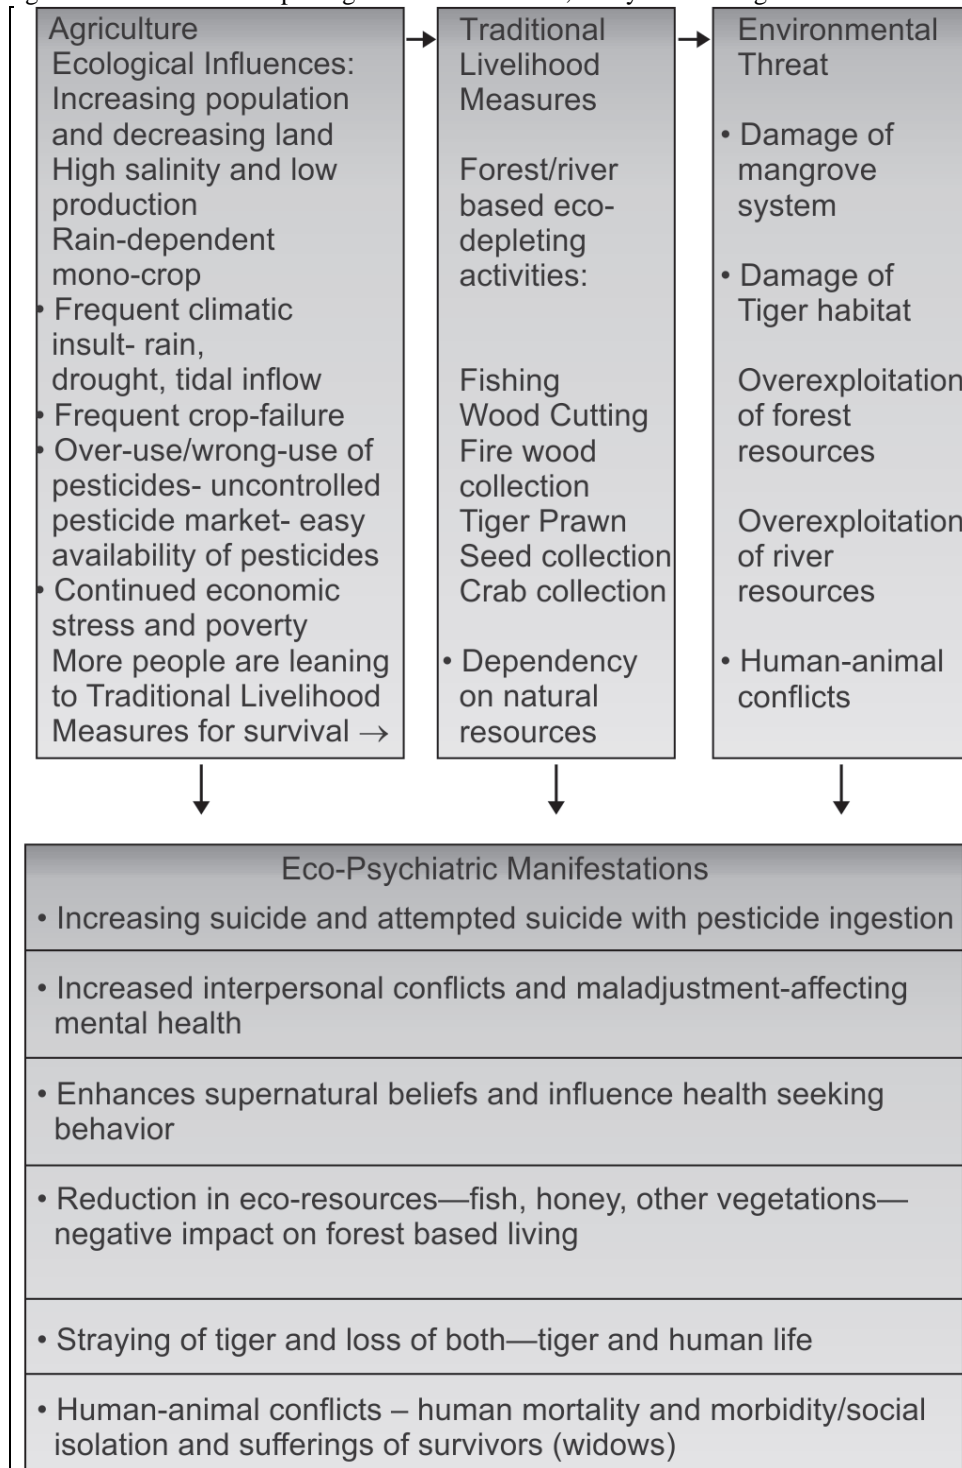 Agriculture
Ecological Influences:
Increasing population
and decreasing land
High salinity and low
production
Rain-dependent
mono-crop
• Frequent climatic
insult- rain,
drought, tidal inflow
• Frequent crop-failure
• Over-use/wrong-use of
pesticides- uncontrolled
pesticide market- easy
availability of pesticides
• Continued economic
stress and poverty
More people are leaning
to Traditional Livelihood
Measures for survival →
Traditional
Livelihood
Measures
Forest/river
based eco-
depleting
activities:
Fishing
Wood Cutting
Fire wood
collection
Tiger Prawn
Seed collection
Crab collection
• Dependency
on natural
resources
Environmental
Threat
• Damage of
mangrove
system
• Damage of
Tiger habitat
Overexploitation
of forest
resources
Overexploitation
of river
resources
• Human-animal
conflicts
Eco-Psychiatric Manifestations
• Increasing suicide and attempted suicide with pesticide ingestion
• Increased interpersonal conflicts and maladjustment-affecting
mental health
• Enhances supernatural beliefs and influence health seeking
behavior
• Reduction in eco-resources—fish, honey, other vegetations—
negative impact on forest based living
• Straying of tiger and loss of both—tiger and human life
• Human-animal conflicts – human mortality and morbidity/social
isolation and sufferings of survivors (widows)